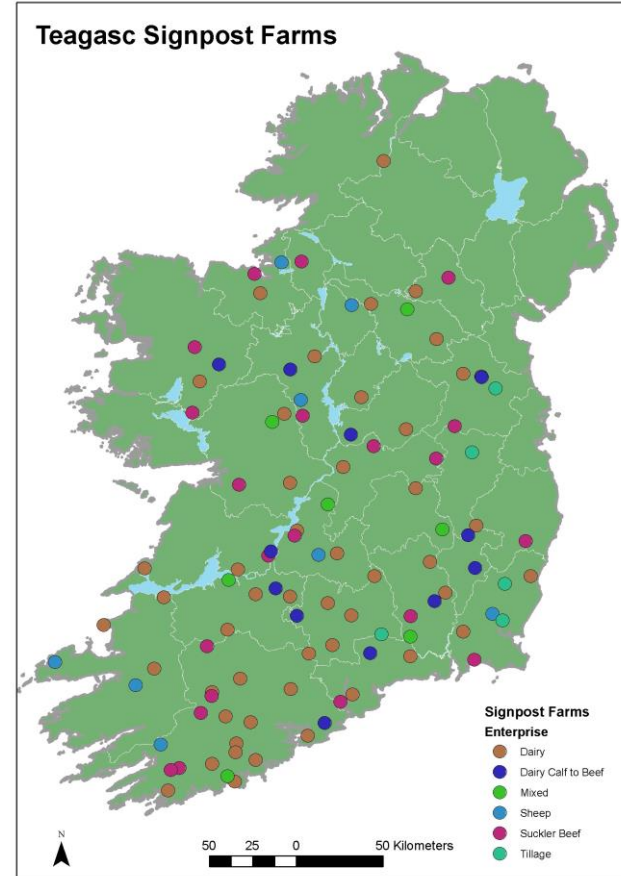 Teagasc Signpost Farms
Signpost Farms
Enterprise
Dairy
Dairy Calf to Beef
Mixed
Sheep
Suckler Beef
Tillage
N
50 25 0 50 Kilometers